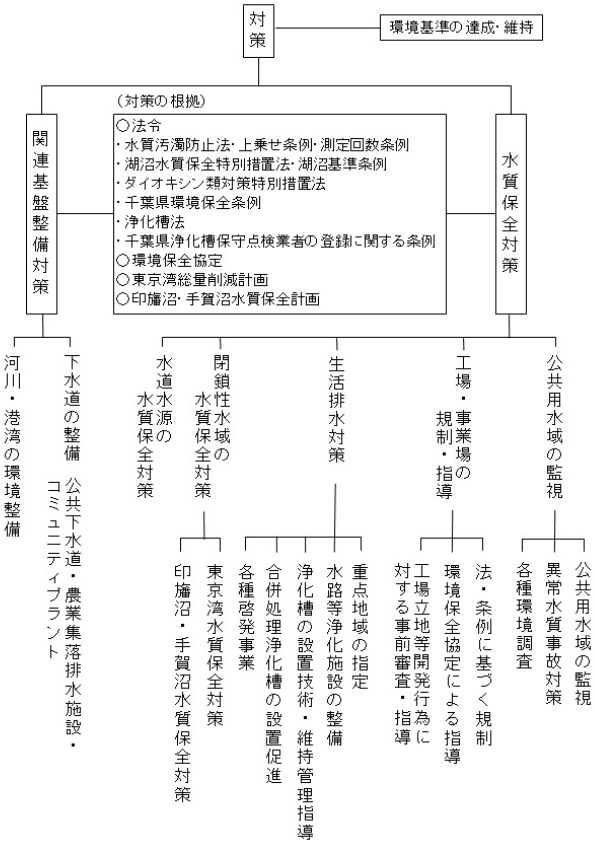 対策
環境基準の達成・維持
(対策の根拠)
○法令
・水質汚濁防止法・上乗せ条例・測定回数条例
・湖沼水質保全特別措置法・湖沼基準条例
・ダイオキシン類対策特別措置法
・千葉県環境保全条例
・浄化槽法
・千葉県浄化槽保守点検業者の登録に関する条例
○環境保全協定
○東京湾総量削減計画
○印旛沼・手賀沼水質保全計画
水質保全対策
関連基盤整備対策
公共用水域の監視
工場・事業場の
規制・指導
生活排水対策
閉鎖性水域の
水質保全対策
水道水源の
水質保全対策
下水道の整備
公共下水道・農業集落排水施設・
コミュニティプラント
河川・港湾の環境整備
公共用水域の監視
異常水質事故対策
各種環境調査
法・条例に基づく規制
環境保全協定による指導
工場立地等開発行為に
対する事前審査・指導
重点地域の指定
水路等浄化施設の整備
浄化槽の設置技術・維持管理指導
合併処理浄化槽の設置促進
各種啓発事業
東京湾水質保全対策
印旛沼・手賀沼水質保全対策